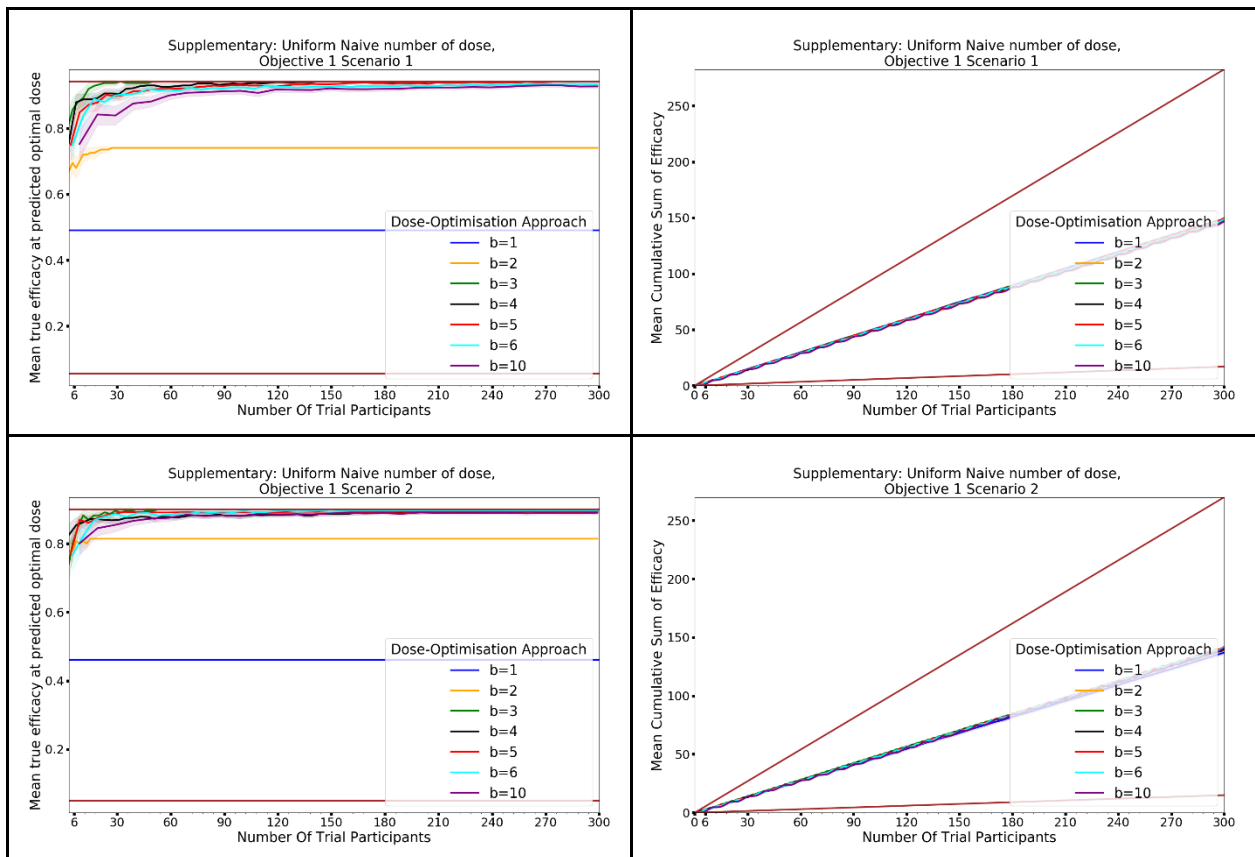 Supplementary: Uniform Naive number of dose,
Objective 1 Scenario 1
Mean true efficacy at predicted optimal dose
0.8
0.6
0.4
0.2
Dose-Optimisation Approach
b=1
b=2
b=3
b=4
b=5
b=6
b=10
6 30 60 90 120 150 180 210 240 270 300
Number Of Trial Participants
Supplementary: Uniform Naive number of dose,
Objective 1 Scenario 1
Mean Cumulative Sum of Efficacy
250
200
150
100
50
0
Dose-Optimisation Approach
b=1
b=2
b=3
b=4
b=5
b=6
b=10
0 6 30 60 90 120 150 180 210 240 270 300
Number Of Trial Participants
Supplementary: Uniform Naive number of dose,
Objective 1 Scenario 2
Mean true efficacy at predicted optimal dose
0.8
0.6
0.4
0.2
Dose-Optimisation Approach
b=1
b=2
b=3
b=4
b=5
b=6
b=10
6 30 60 90 120 150 180 210 240 270 300
Number Of Trial Participants
Supplementary: Uniform Naive number of dose,
Objective 1 Scenario 2
Mean Cumulative Sum of Efficacy
250
200
150
100
50
0
Dose-Optimisation Approach
b=1
b=2
b=3
b=4
b=5
b=6
b=10
0 6 30 60 90 120 150 180 210 240 270 300
Number Of Trial Participants